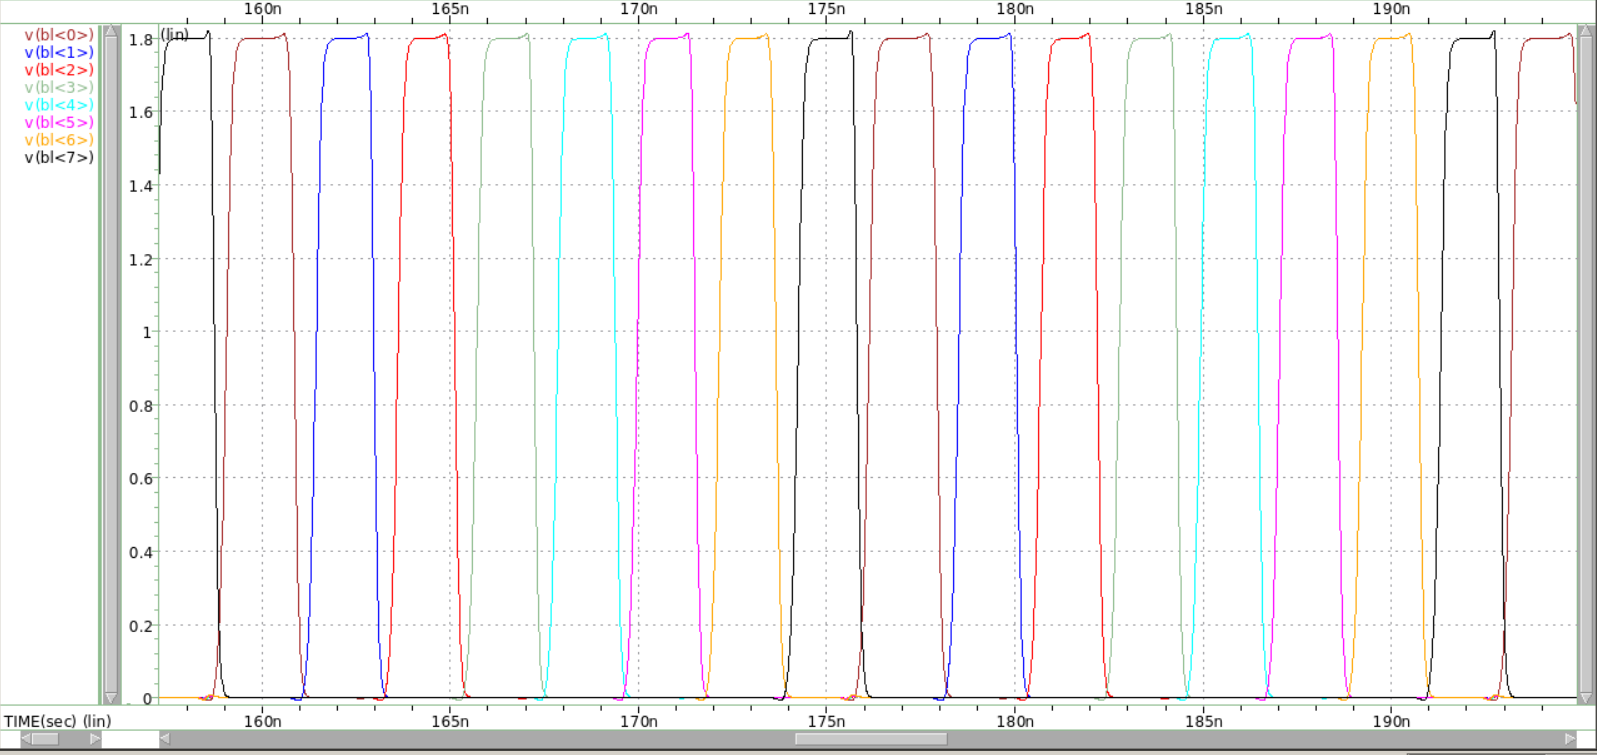 160n 165n 170n 175n 180n 185n 190n
v(bl<0>)
v(bl<1>)
v(bl<2>)
v(bl<3>)
v(bl<4>)
v(bl<5>)
v(bl<6>)
v(bl<7>)
(lin)
1.8
1.6
1.4
1.2
1
0.8
0.6
0.4
0.2
0
TIME(sec) (lin) 160n 165n 170n 175n 180n 185n 190n